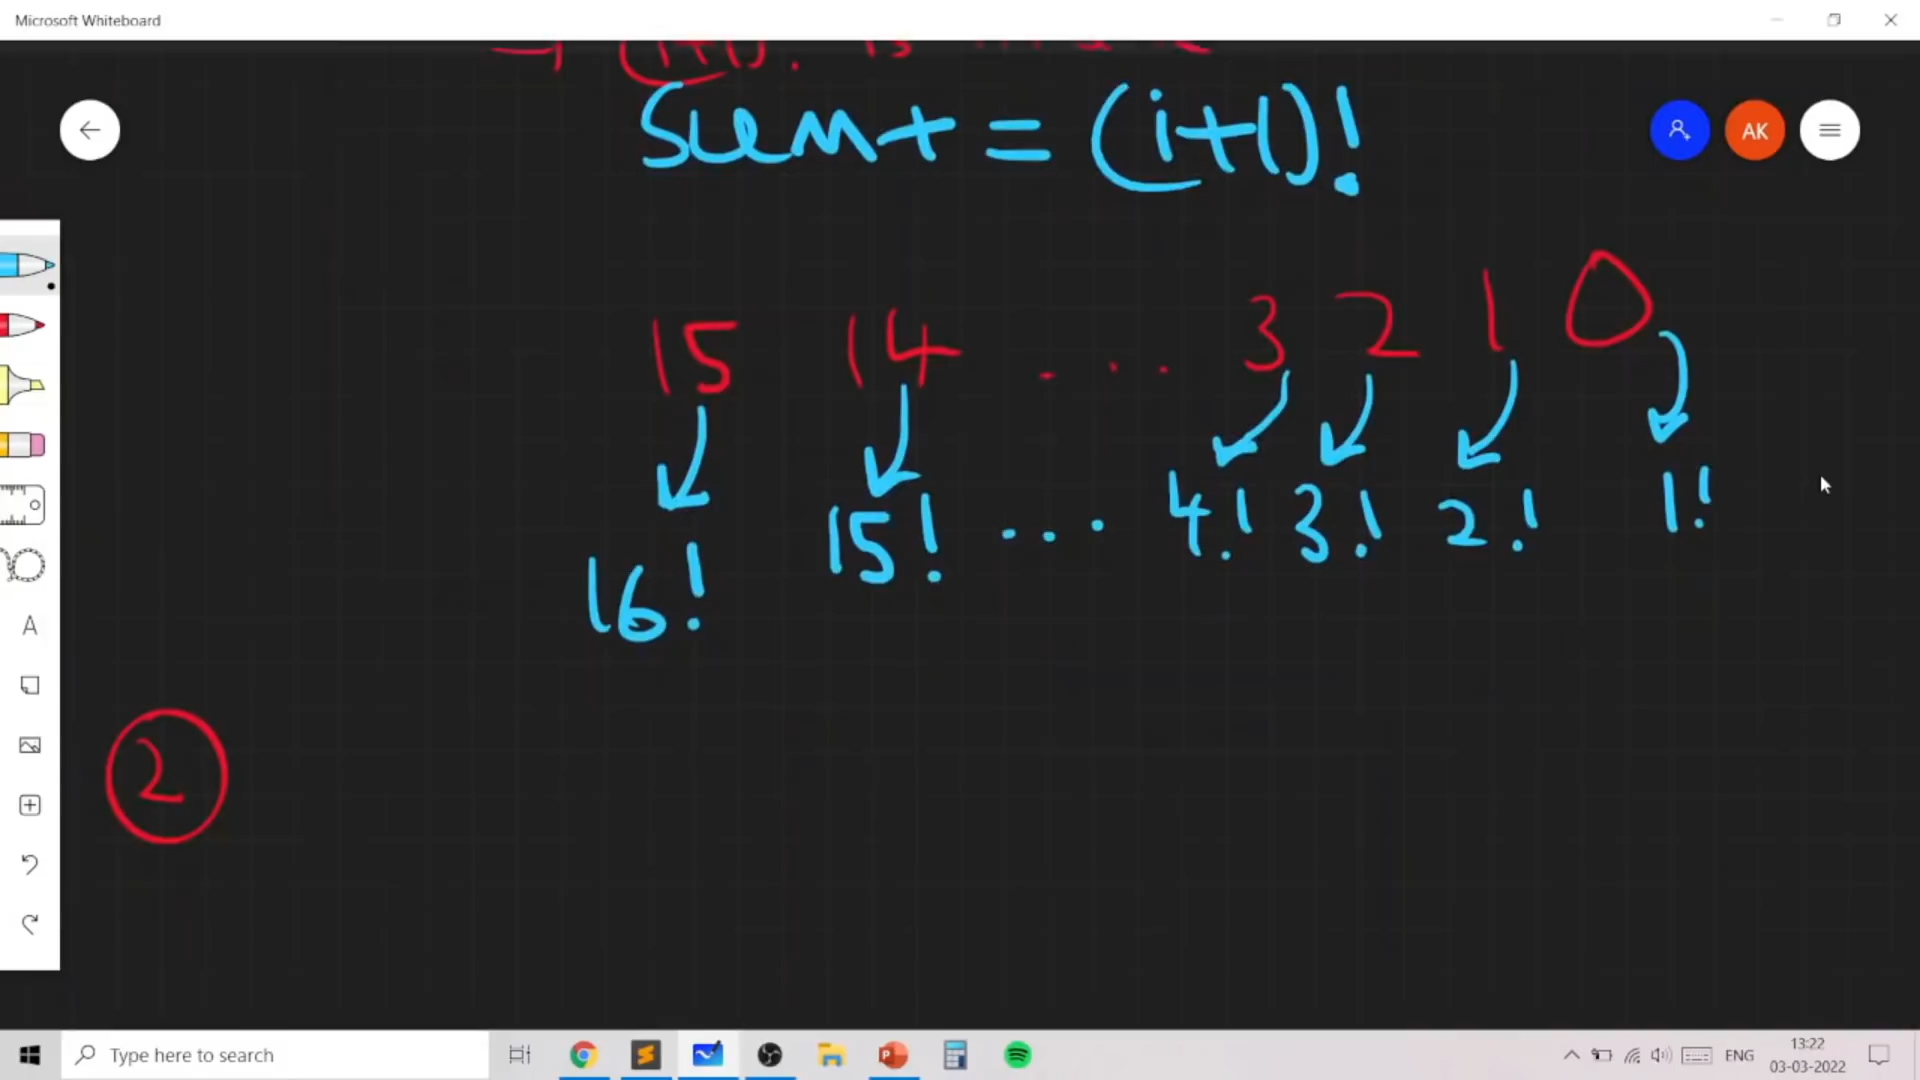 Microsoft Whiteboard
sum + = (i+1)!
AK
15 14 . . . 3 2 1 0
16! 15! ... 4! 3! 2! 1!
A
2
Type here to search
ENG
13:22
03-03-2022